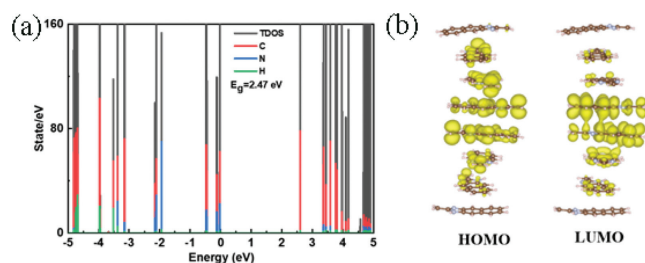 (a)
160
80
0
State/eV
TDOS
C
N
H
Eg=2.47 eV
-5 -4 -3 -2 -1 0 1 2 3 4 5
Energy (eV)
(b)
HOMO LUMO